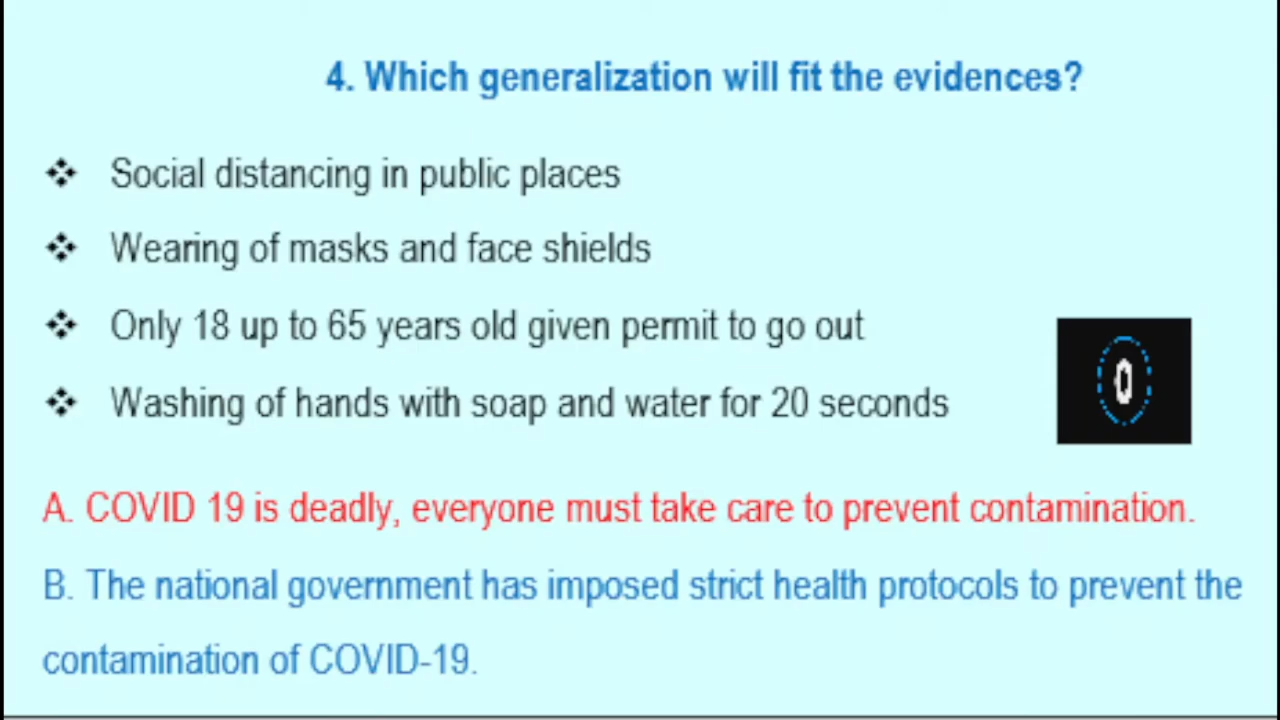 4. Which generalization will fit the evidences?
❖ Social distancing in public places
❖ Wearing of masks and face shields
❖ Only 18 up to 65 years old given permit to go out
❖ Washing of hands with soap and water for 20 seconds
0
A. COVID 19 is deadly, everyone must take care to prevent contamination.
B. The national government has imposed strict health protocols to prevent the
contamination of COVID-19.